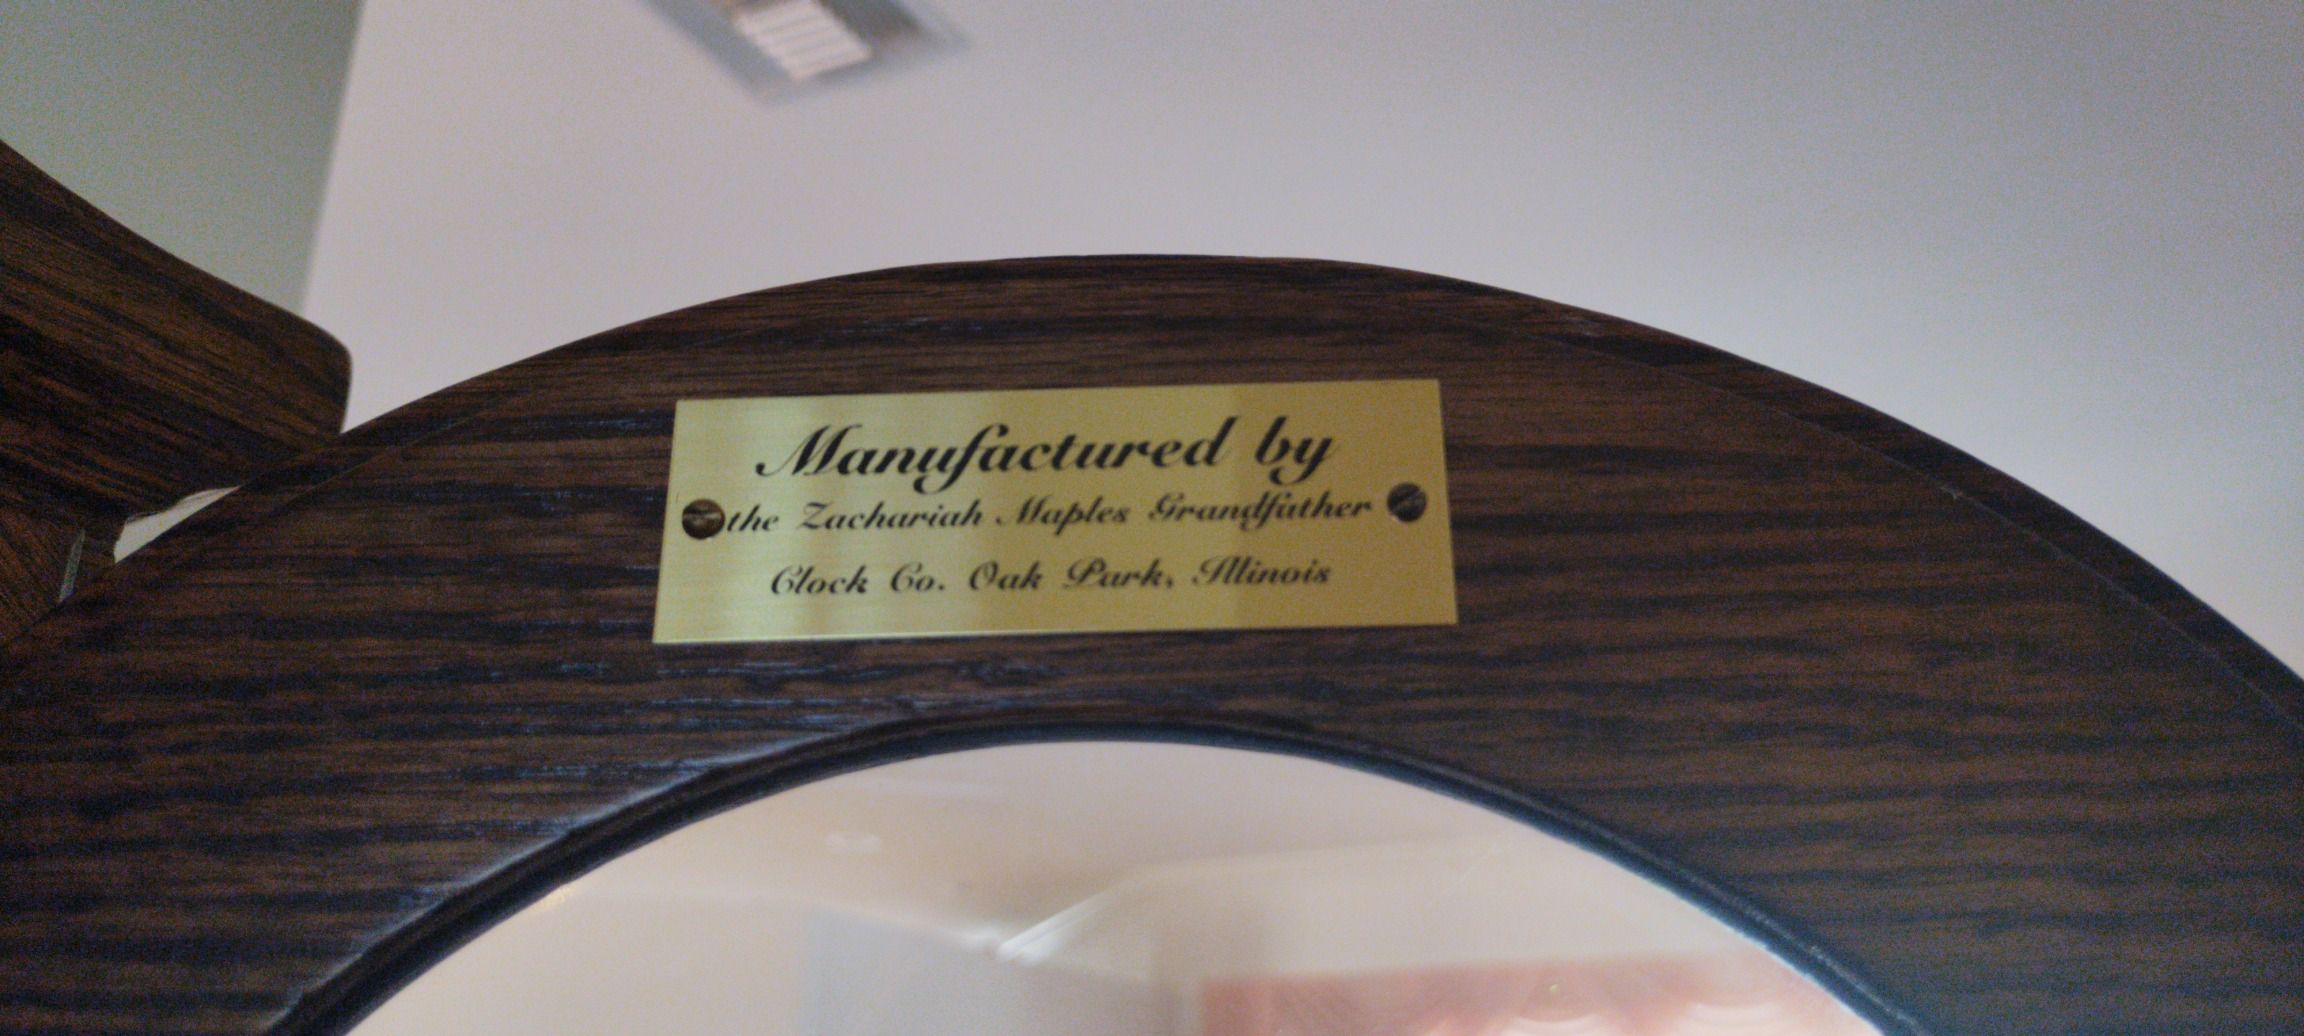 Manufactured by
the Zachariah Maples Grandfather
Clock Co. Oak Park, Illinois